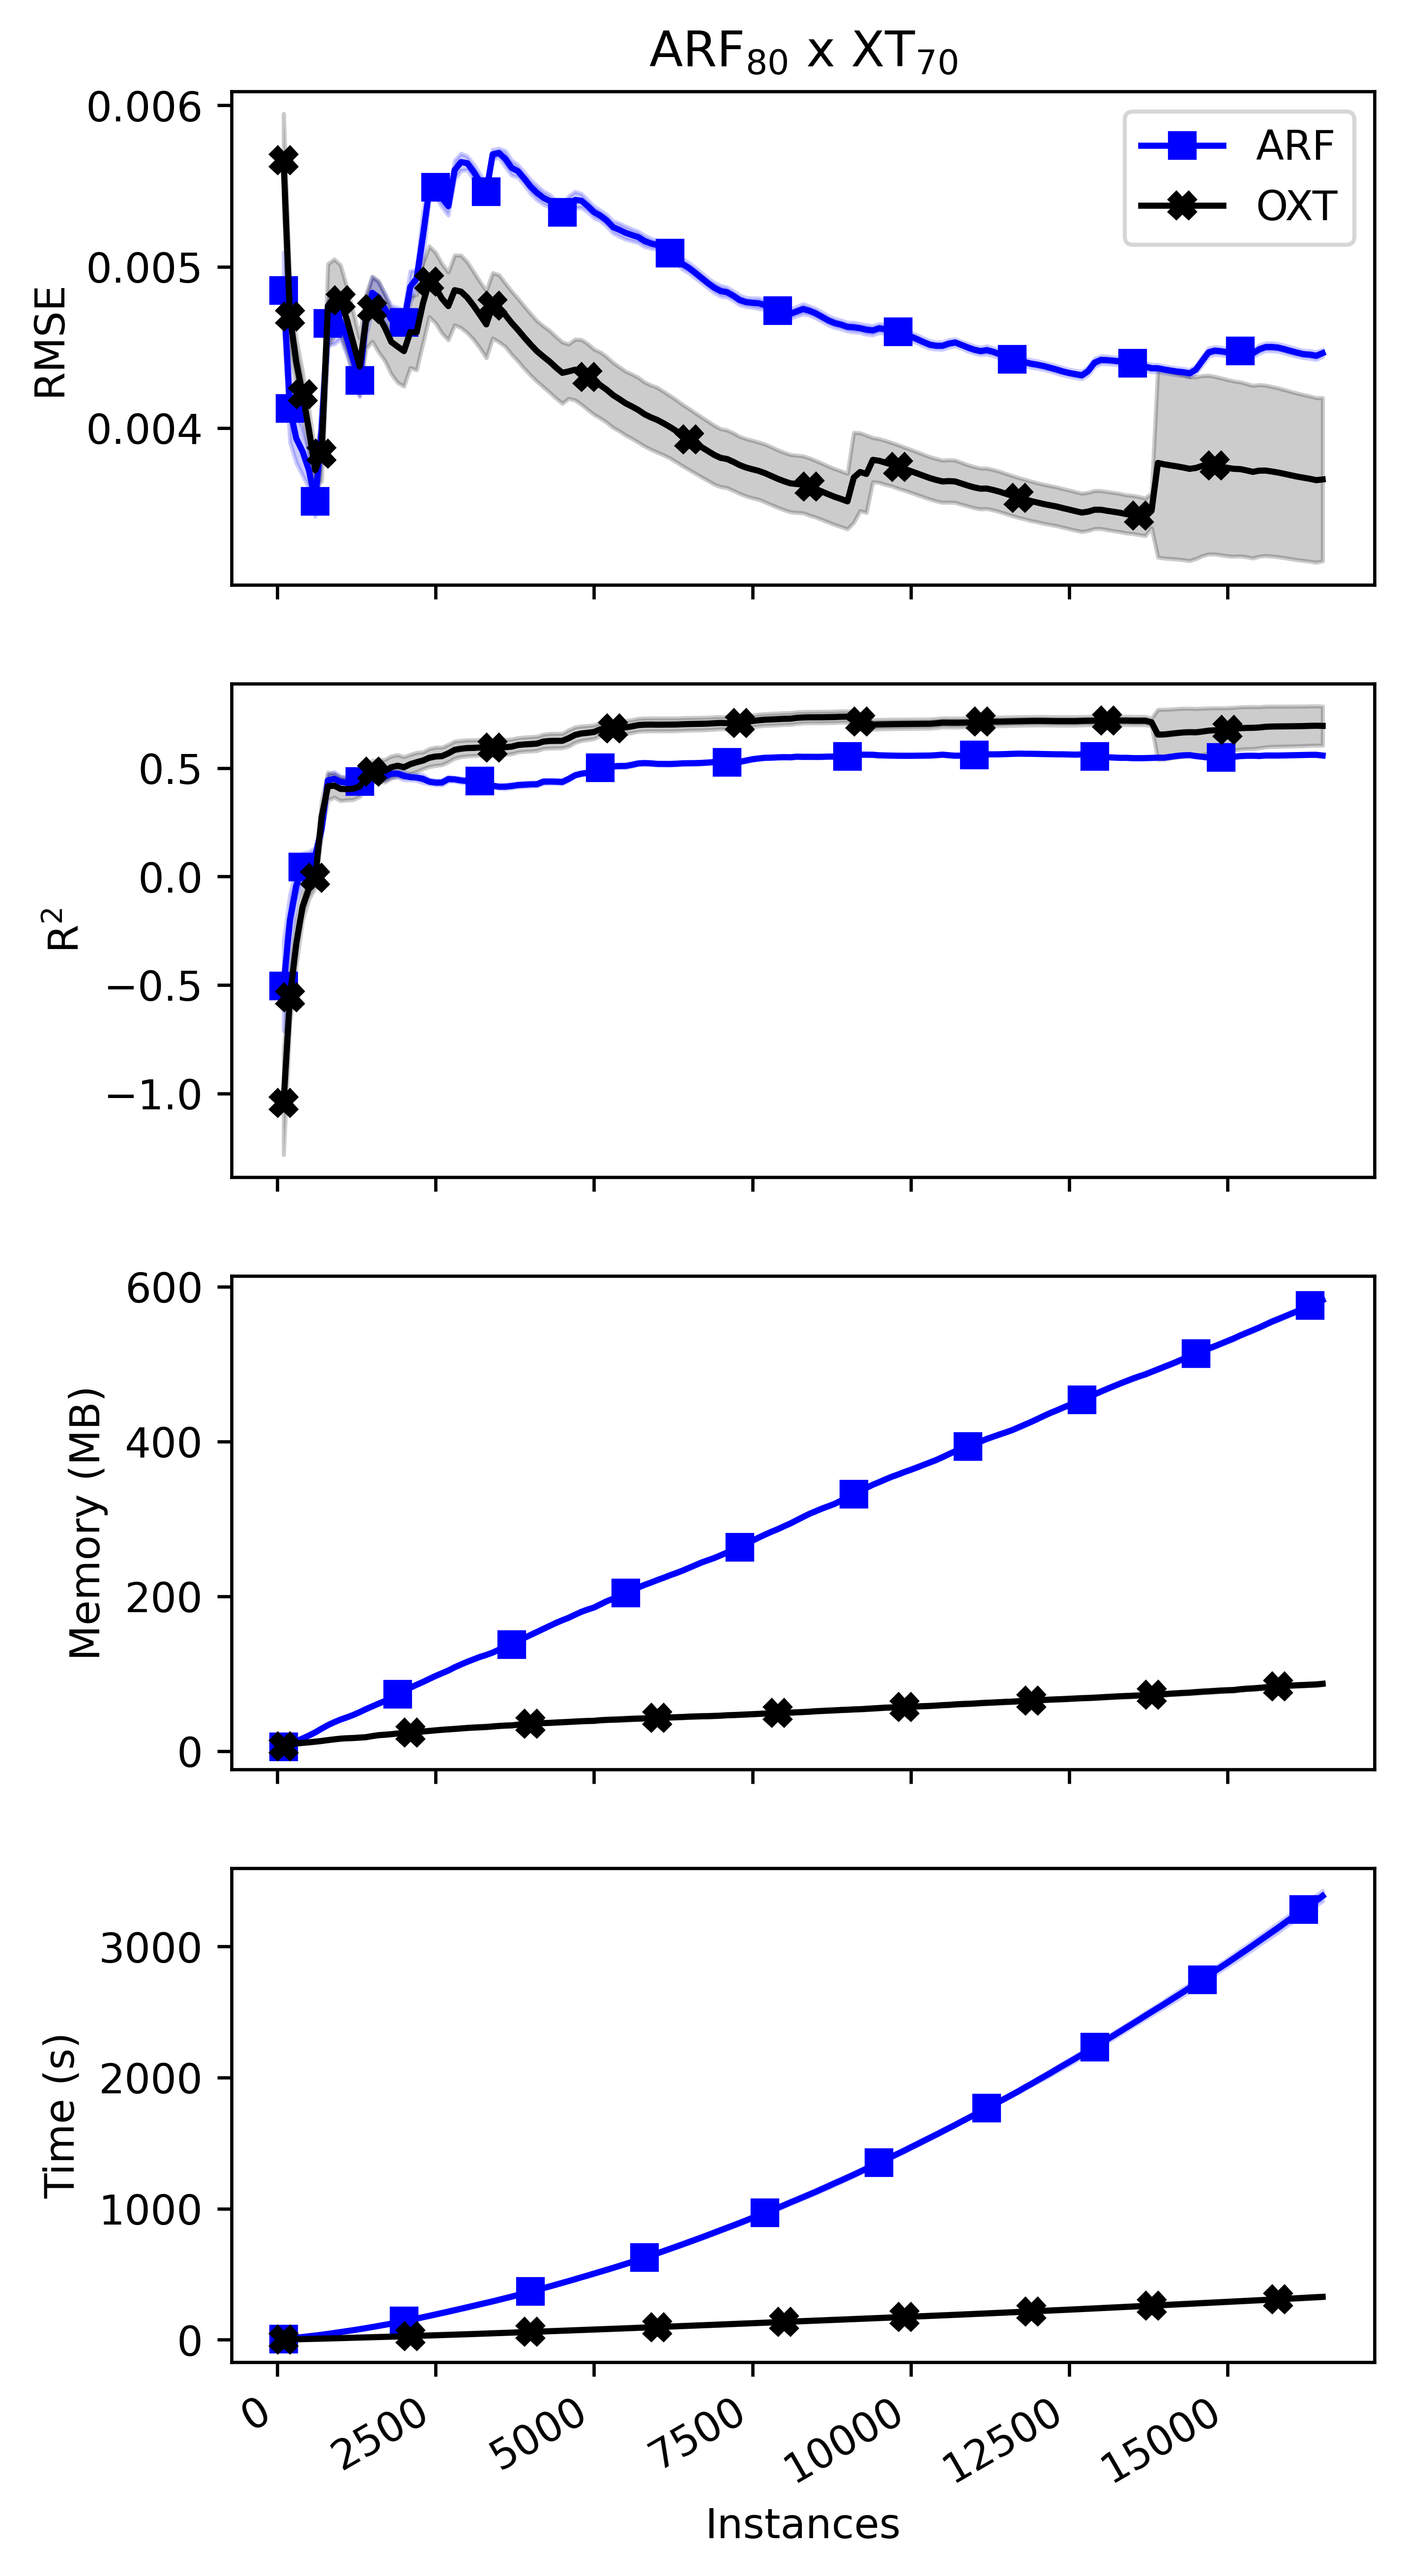 ARF₈₀ x XT₇₀
0.006
0.005
0.004
RMSE
ARF
OXT
0.5
0.0
−0.5
−1.0
R²
600
400
200
0
Memory (MB)
3000
2000
1000
0
Time (s)
0
2500
5000
7500
10000
12500
15000
Instances